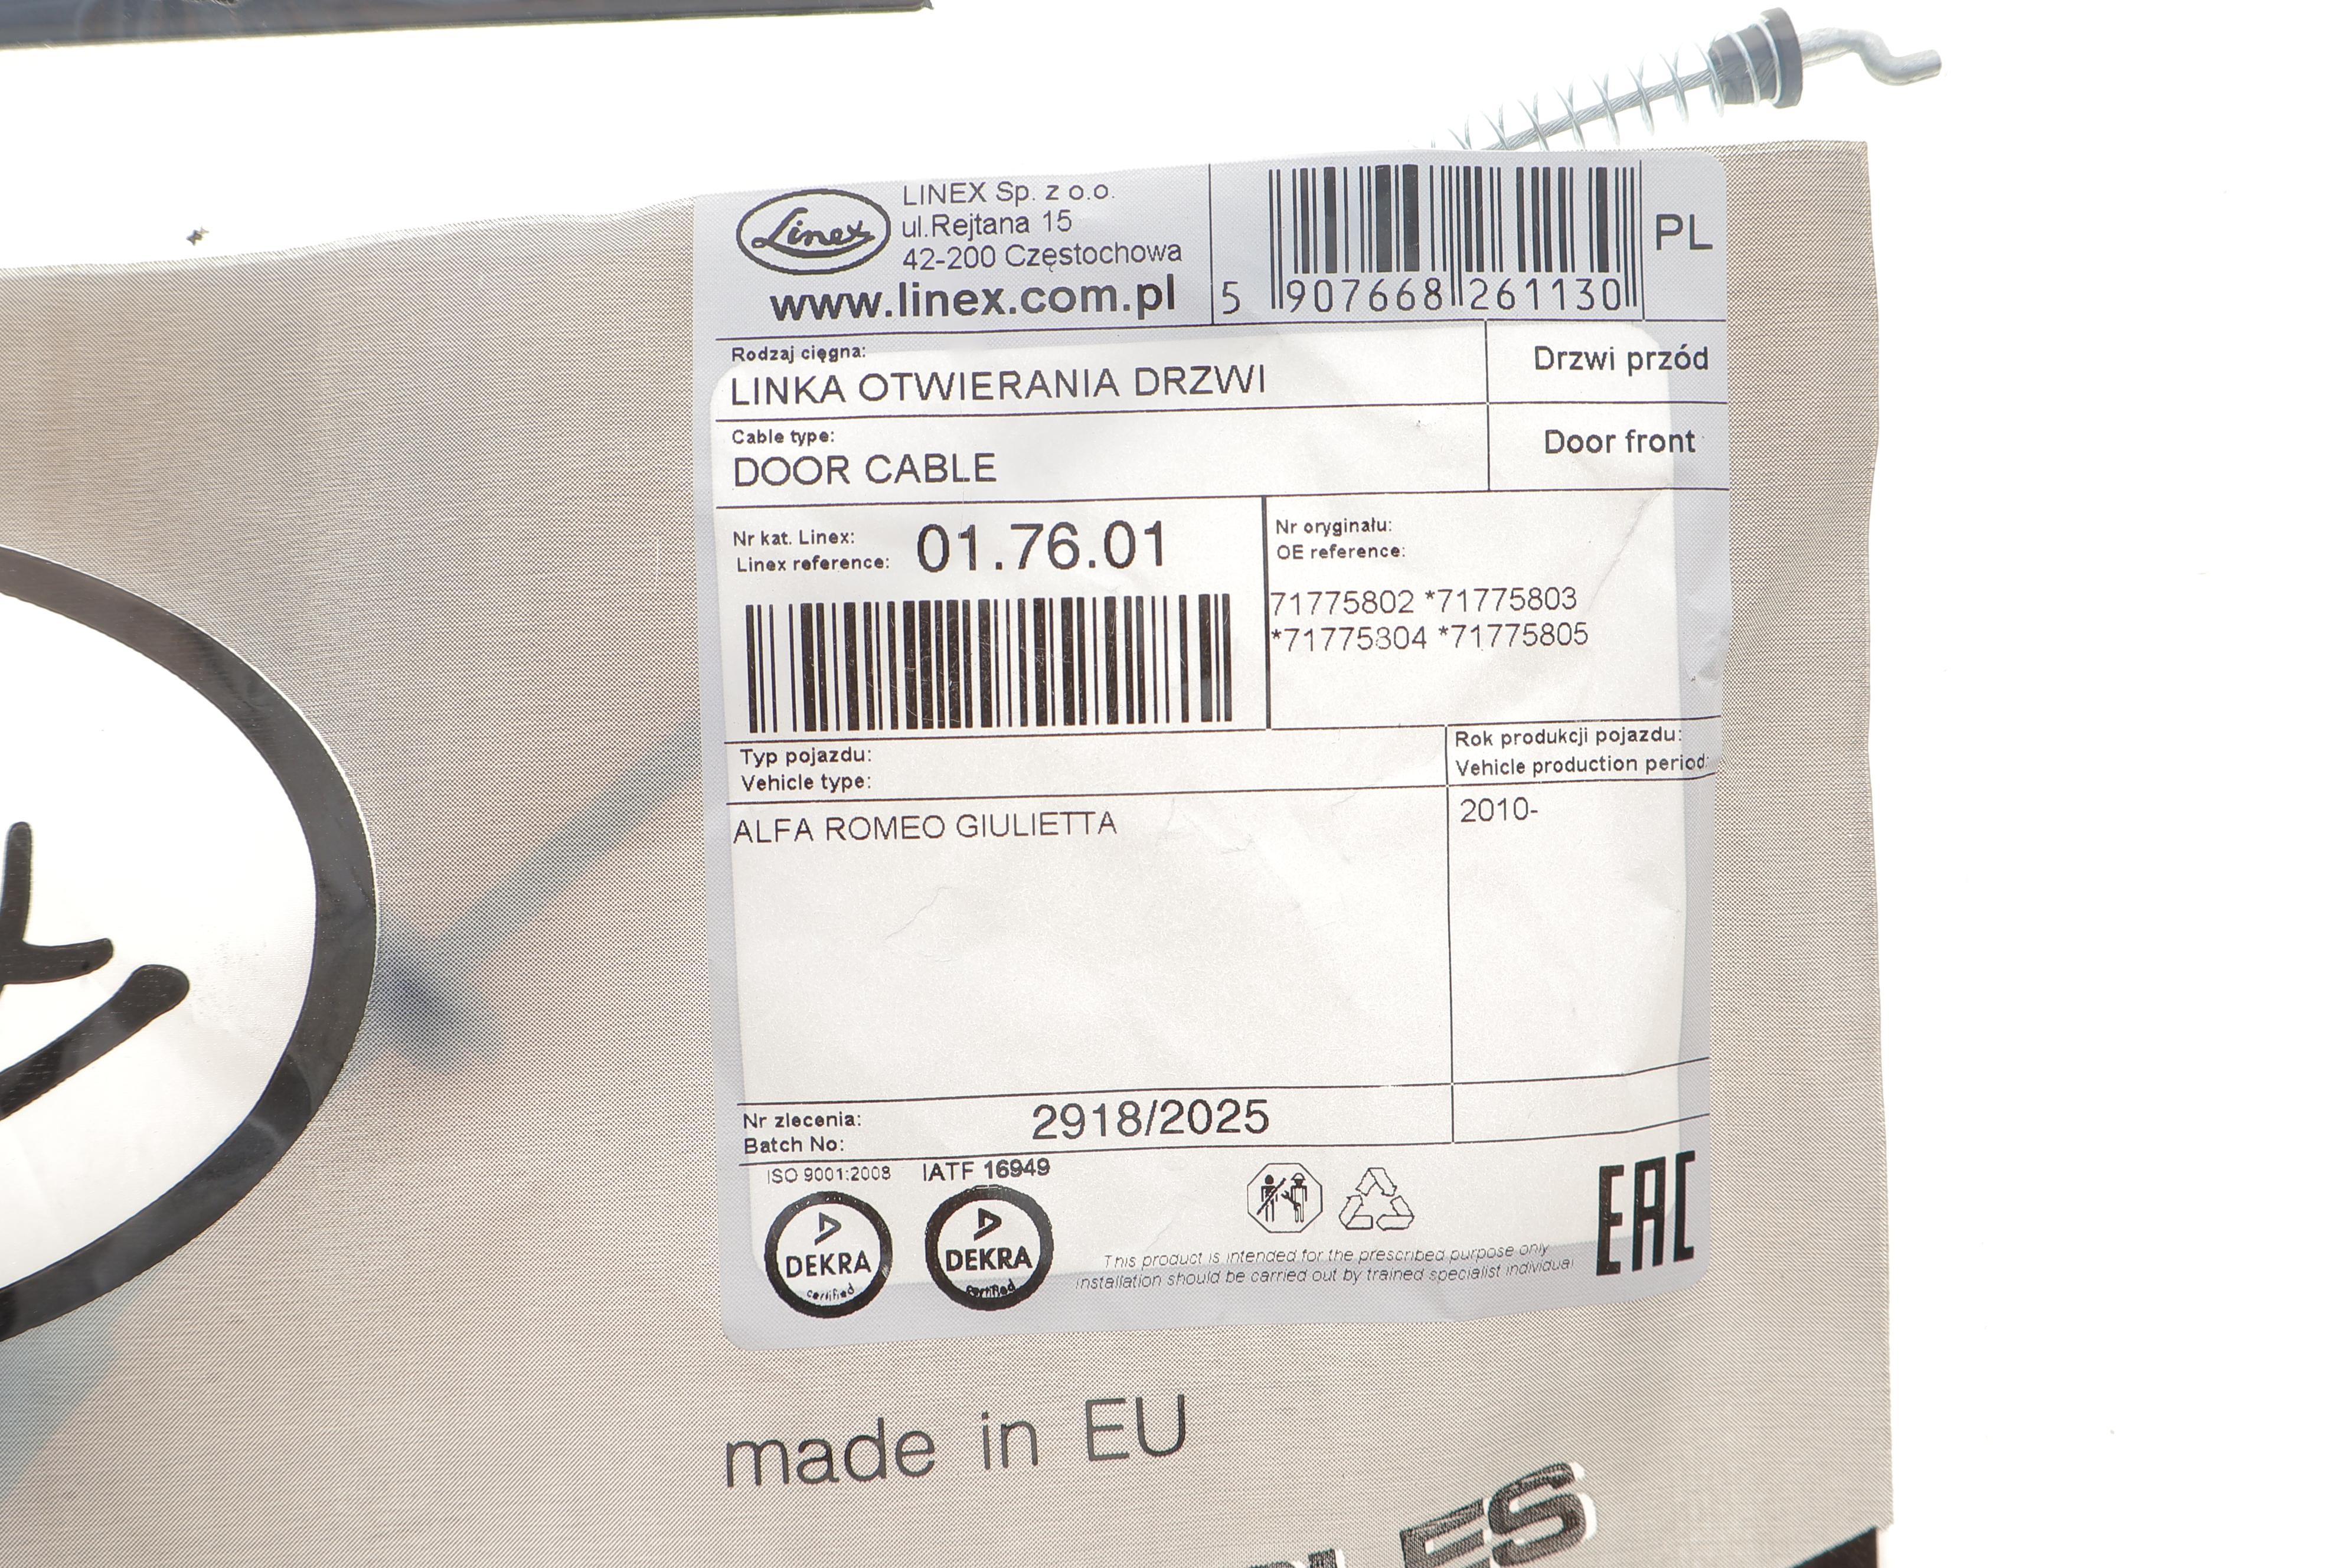 Linex
LINEX Sp. z o.o.
ul.Rejtana 15
42-200 Częstochowa
www.linex.com.pl
5 907668 261130
PL
Rodzaj cięgna:
LINKA OTWIERANIA DRZWI
Drzwi przód
Cable type:
DOOR CABLE
Door front
Nr kat. Linex:
Linex reference:
01.76.01
Nr oryginału:
OE reference:
71775802 *71775803
*71775804 *71775805
Typ pojazdu:
Vehicle type:
Rok produkcji pojazdu:
Vehicle production period:
ALFA ROMEO GIULIETTA
2010-
Nr zlecenia:
Batch No:
2918/2025
ISO 9001:2008
IATF 16949
DEKRA
certified
DEKRA
certified
This product is intended for the prescribed purpose only
installation should be carried out by trained specialist individual
EAC
made in EU